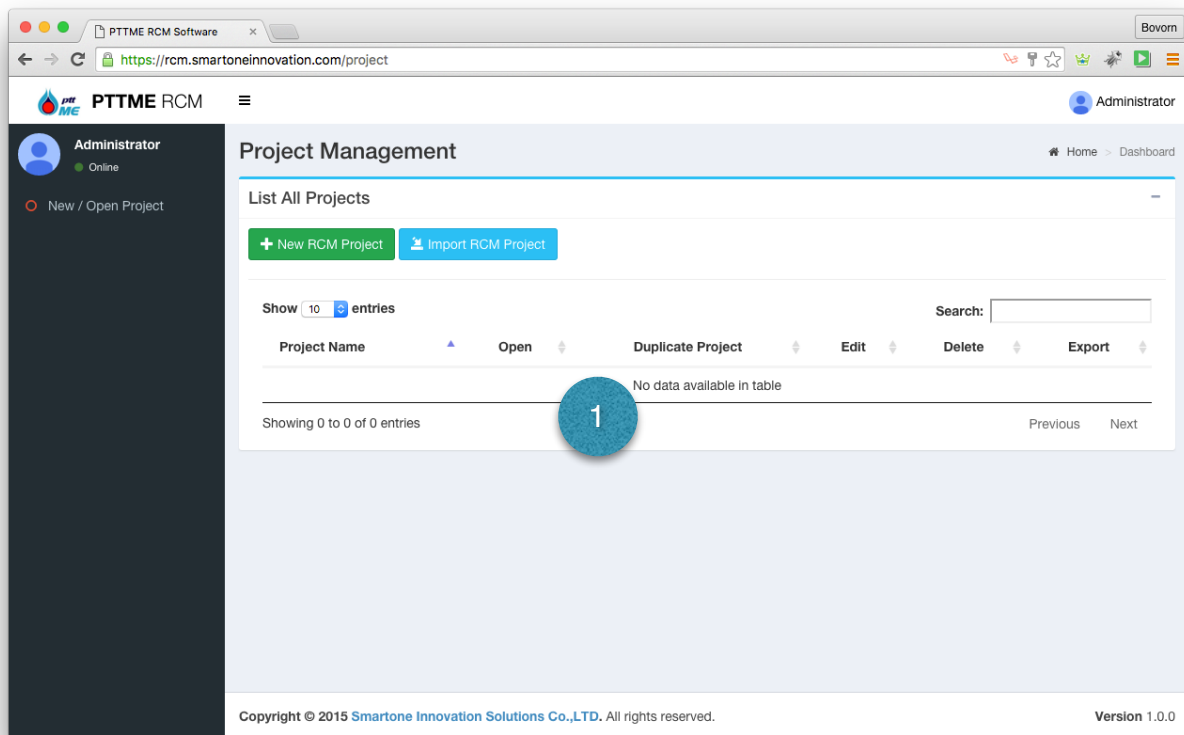 PTTME RCM Software
Bovorn
https://rcm.smartoneinnovation.com/project
ptt ME PTTME RCM
Administrator
Administrator
Online
New / Open Project
Project Management
Home > Dashboard
List All Projects
New RCM Project
Import RCM Project
Show 10 entries
Search:
Project Name Open Duplicate Project Edit Delete Export
No data available in table
1
Showing 0 to 0 of 0 entries
Previous Next
Copyright © 2015 Smartone Innovation Solutions Co.,LTD. All rights reserved.
Version 1.0.0